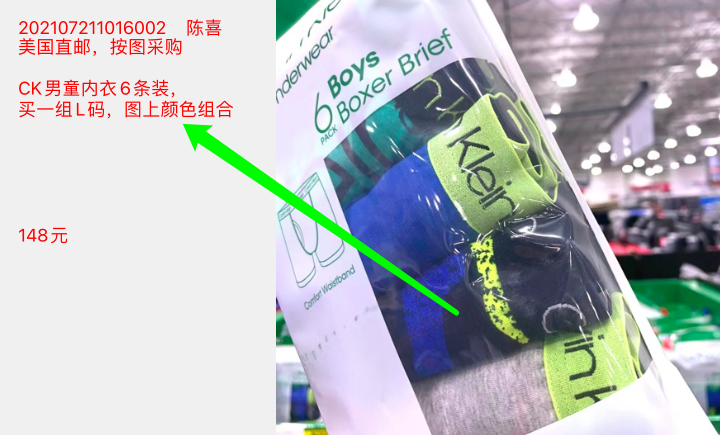 202107211016002 陈喜
美国直邮，按图采购
CK男童内衣6条装，
买一组L码，图上颜色组合
148元
nderwear
6 Boys
PACK Boxer Brief
Klein
Comfort Waistband